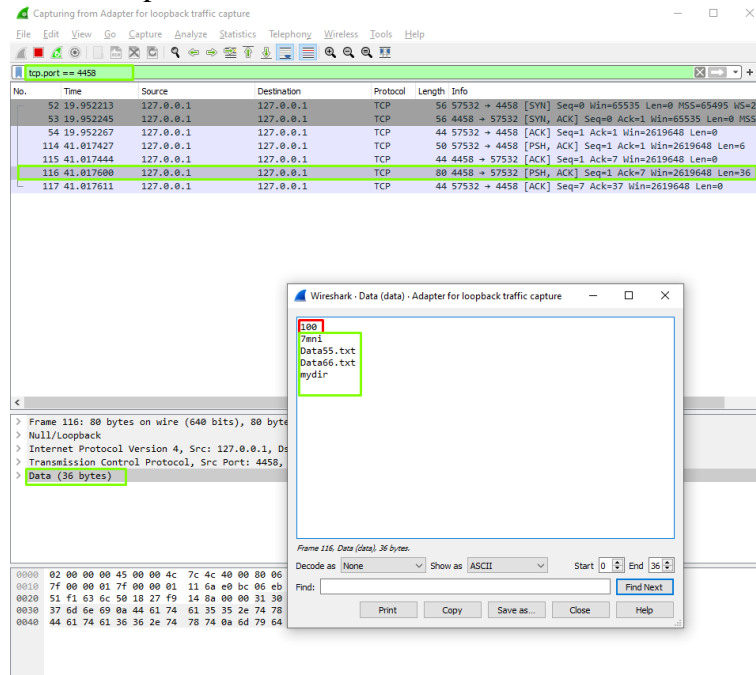 Capturing from Adapter for loopback traffic capture
File Edit View Go Capture Analyze Statistics Telephony Wireless Tools Help
tcp.port == 4458
No. Time Source Destination Protocol Length Info
52 19.952213 127.0.0.1 127.0.0.1 TCP 56 57532 → 4458 [SYN] Seq=0 Win=65535 Len=0 MSS=65495 WS=2
53 19.952245 127.0.0.1 127.0.0.1 TCP 56 4458 → 57532 [SYN, ACK] Seq=0 Ack=1 Win=65535 Len=0 MSS
54 19.952267 127.0.0.1 127.0.0.1 TCP 44 57532 → 4458 [ACK] Seq=1 Ack=1 Win=2619648 Len=0
114 41.017427 127.0.0.1 127.0.0.1 TCP 50 57532 → 4458 [PSH, ACK] Seq=1 Ack=1 Win=2619648 Len=6
115 41.017444 127.0.0.1 127.0.0.1 TCP 44 4458 → 57532 [ACK] Seq=1 Ack=7 Win=2619648 Len=0
116 41.017600 127.0.0.1 127.0.0.1 TCP 80 4458 → 57532 [PSH, ACK] Seq=1 Ack=7 Win=2619648 Len=36
117 41.017611 127.0.0.1 127.0.0.1 TCP 44 57532 → 4458 [ACK] Seq=7 Ack=37 Win=2619648 Len=0
Wireshark · Data (data) · Adapter for loopback traffic capture
100
7mni
Data55.txt
Data66.txt
mydir
Frame 116, Data (data), 36 bytes.
Decode as None Show as ASCII Start 0 End 36
Find: Find Next
Print Copy Save as... Close Help
> Frame 116: 80 bytes on wire (640 bits), 80 byte
> Null/Loopback
> Internet Protocol Version 4, Src: 127.0.0.1, Ds
> Transmission Control Protocol, Src Port: 4458,
> Data (36 bytes)
0000 02 00 00 00 45 00 00 4c 7c 4c 40 00 80 06
0010 7f 00 00 01 7f 00 00 01 11 6a e0 bc 06 eb
0020 51 f1 63 6c 50 18 27 f9 14 8a 00 00 31 30
0030 37 6d 6e 69 0a 44 61 74 61 35 35 2e 74 78
0040 44 61 74 61 36 36 2e 74 78 74 0a 6d 79 64